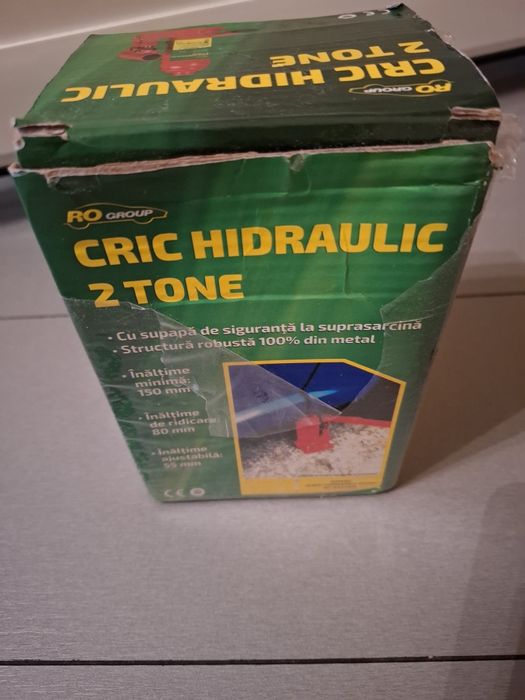 CRIC HIDRAULIC
2 TONE
RO GROUP
RO GROUP
CRIC HIDRAULIC
2 TONE
• Cu supapă de siguranță la suprasarcină
• Structură robustă 100% din metal
• Înălțime
minimă:
150 mm
• Înălțime
de ridicare:
80 mm
• Înălțime
ajustabilă:
55 mm
CE